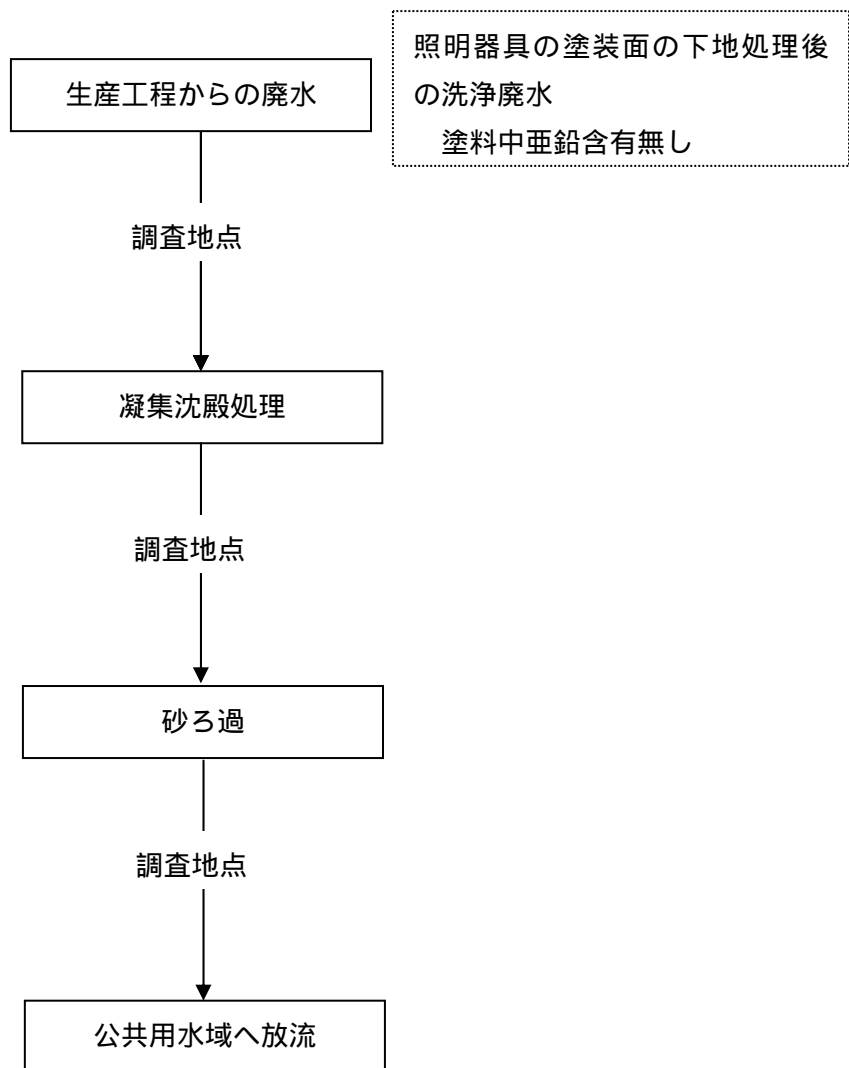 生産工程からの廃水
照明器具の塗装面の下地処理後
の洗浄廃水
塗料中亜鉛含有無し
調査地点
凝集沈殿処理
調査地点
砂ろ過
調査地点
公共用水域へ放流